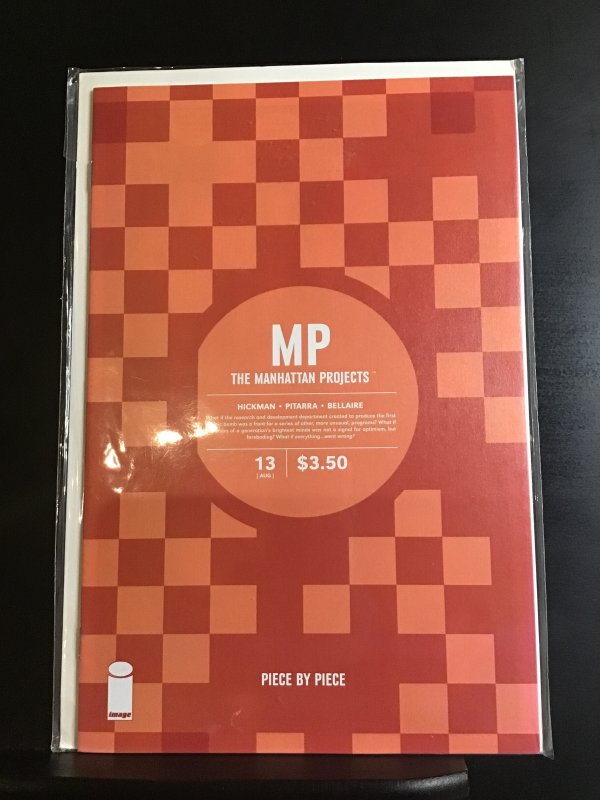 MP
THE MANHATTAN PROJECTS™
HICKMAN • PITARRA • BELLAIRE
What if the research and development department created to produce the first
bomb was a front for a series of other, more unusual, programs? What if
of a generation's brightest minds was not a signal for optimism, but
foreboding? What if everything...went wrong?
13
| AUG |
$3.50
PIECE BY PIECE
image